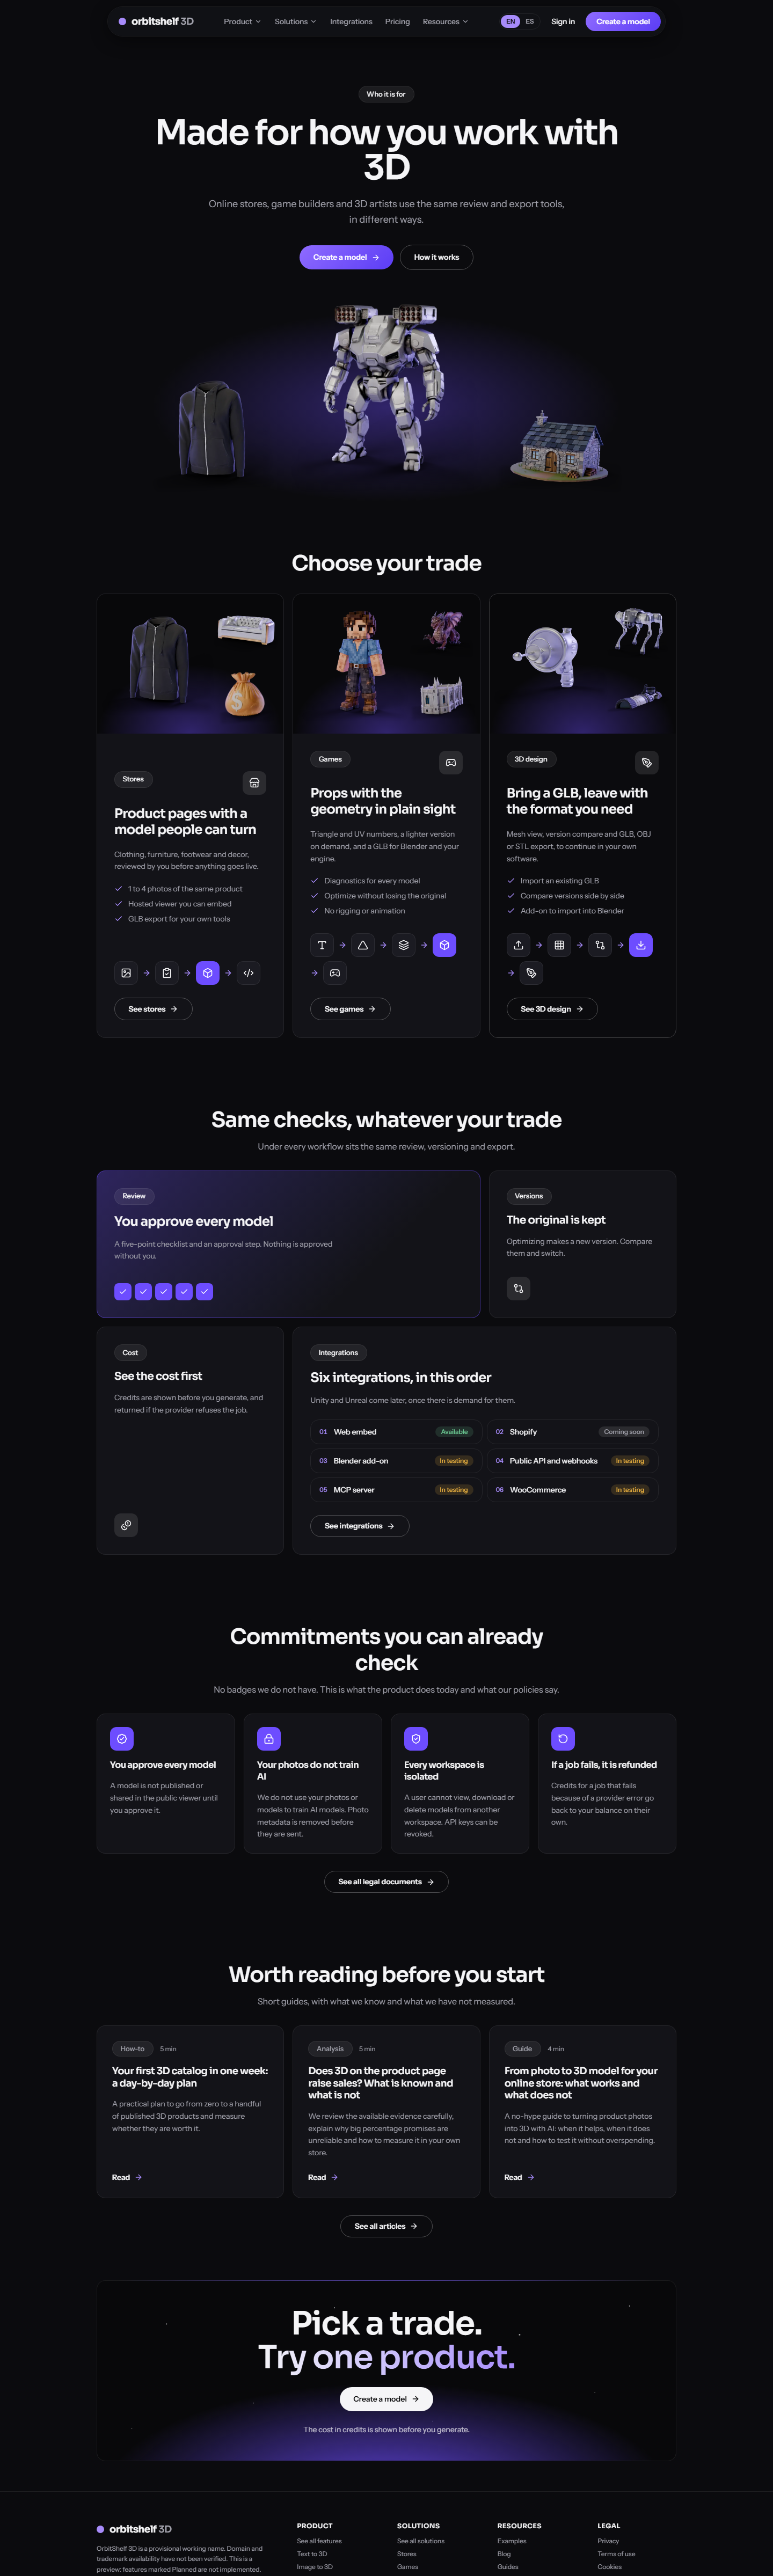 orbitshelf 3D
Product
Solutions
Integrations
Pricing
Resources
EN
ES
Sign in
Create a model
Who it is for
Made for how you work with
3D
Online stores, game builders and 3D artists use the same review and export tools,
in different ways.
Create a model
How it works
Choose your trade
Stores
Product pages with a
model people can turn
Clothing, furniture, footwear and decor,
reviewed by you before anything goes live.
1 to 4 photos of the same product
Hosted viewer you can embed
GLB export for your own tools
See stores
Games
Props with the
geometry in plain sight
Triangle and UV numbers, a lighter version
on demand, and a GLB for Blender and your
engine.
Diagnostics for every model
Optimize without losing the original
No rigging or animation
See games
3D design
Bring a GLB, leave with
the format you need
Mesh view, version compare and GLB, OBJ
or STL export, to continue in your own
software.
Import an existing GLB
Compare versions side by side
Add-on to import into Blender
See 3D design
Same checks, whatever your trade
Under every workflow sits the same review, versioning and export.
Review
You approve every model
A five-point checklist and an approval step. Nothing is approved
without you.
Versions
The original is kept
Optimizing makes a new version. Compare
them and switch.
Cost
See the cost first
Credits are shown before you generate, and
returned if the provider refuses the job.
Integrations
Six integrations, in this order
Unity and Unreal come later, once there is demand for them.
01 Web embed Available
02 Shopify Coming soon
03 Blender add-on In testing
04 Public API and webhooks In testing
05 MCP server In testing
06 WooCommerce In testing
See integrations
Commitments you can already
check
No badges we do not have. This is what the product does today and what our policies say.
You approve every model
A model is not published or
shared in the public viewer until
you approve it.
Your photos do not train
AI
We do not use your photos or
models to train AI models. Photo
metadata is removed before
they are sent.
Every workspace is
isolated
A user cannot view, download or
delete models from another
workspace. API keys can be
revoked.
If a job fails, it is refunded
Credits for a job that fails
because of a provider error go
back to your balance on their
own.
See all legal documents
Worth reading before you start
Short guides, with what we know and what we have not measured.
How-to 5 min
Your first 3D catalog in one week:
a day-by-day plan
A practical plan to go from zero to a handful
of published 3D products and measure
whether they are worth it.
Read
Analysis 5 min
Does 3D on the product page
raise sales? What is known and
what is not
We review the available evidence carefully,
explain why big percentage promises are
unreliable and how to measure it in your own
store.
Read
Guide 4 min
From photo to 3D model for your
online store: what works and
what does not
A no-hype guide to turning product photos
into 3D with AI: when it helps, when it does
not and how to test it without overspending.
Read
See all articles
Pick a trade.
Try one product.
Create a model
The cost in credits is shown before you generate.
orbitshelf 3D
OrbitShelf 3D is a provisional working name. Domain and
trademark availability have not been verified. This is a
preview: features marked Planned are not implemented.
PRODUCT
See all features
Text to 3D
Image to 3D
SOLUTIONS
See all solutions
Stores
Games
RESOURCES
Examples
Blog
Guides
LEGAL
Privacy
Terms of use
Cookies